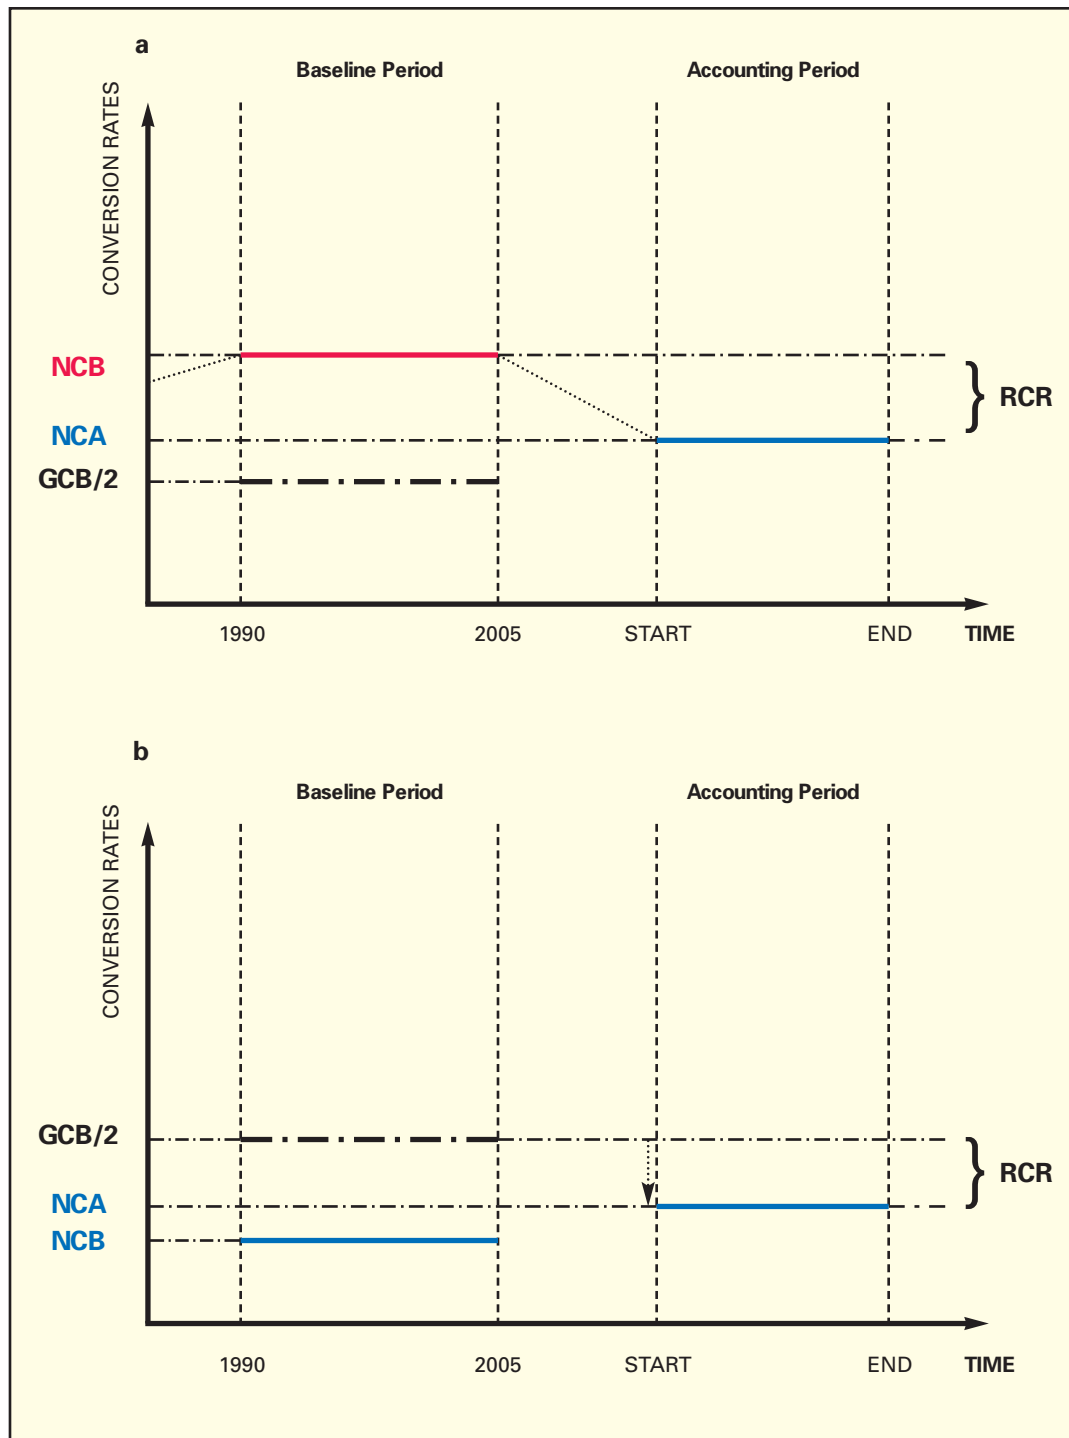 a
Baseline Period Accounting Period
CONVERSION RATES
NCB
RCR
NCA
GCB/2
1990 2005 START END TIME
b
Baseline Period Accounting Period
CONVERSION RATES
GCB/2
RCR
NCA
NCB
1990 2005 START END TIME